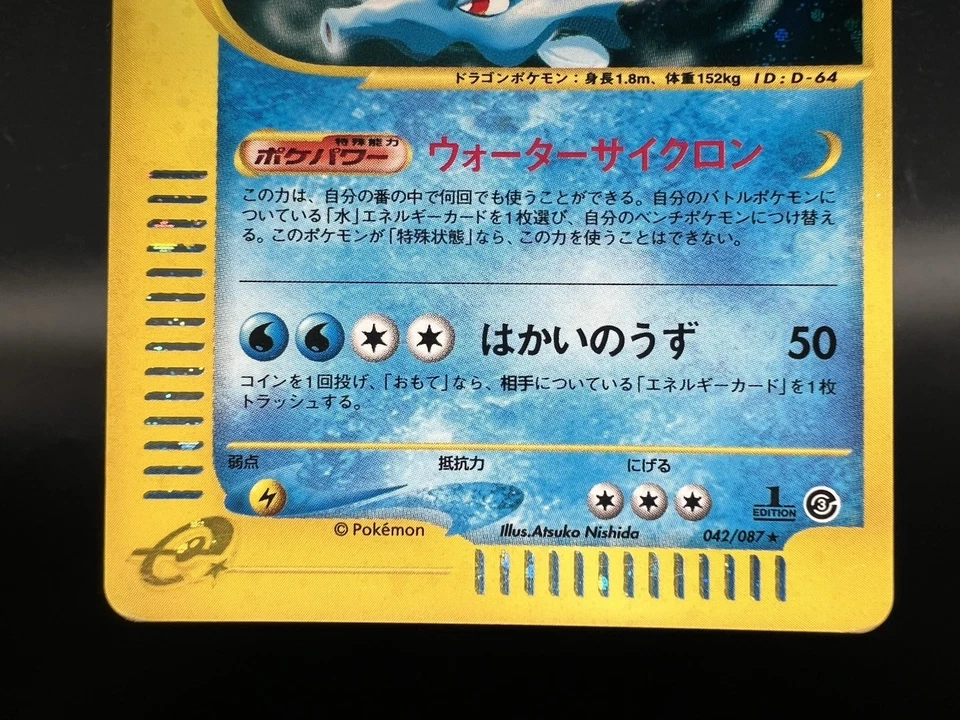 ドラゴンポケモン：身長1.8m、体重152kg ID：D-64
特殊能力
ポケパワー ウォーターサイクロン
この力は、自分の番の中で何回でも使うことができる。自分のバトルポケモンに
ついている「水」エネルギーカードを1枚選び、自分のベンチポケモンにつけ替え
る。このポケモンが「特殊状態」なら、この力を使うことはできない。
はかいのうず 50
コインを1回投げ、「おもて」なら、相手についている「エネルギーカード」を1枚
トラッシュする。
弱点 抵抗力 にげる
1 EDITION 3
© Pokémon Illus.Atsuko Nishida 042/087 ★
e